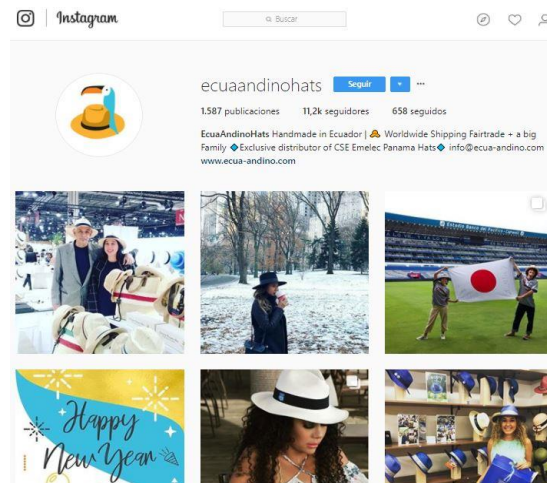 Instagram
Buscar
ecuaandinohats Seguir
1.587 publicaciones 11,2k seguidores 658 seguidos
EcuaAndinoHats Handmade in Ecuador | Worldwide Shipping Fairtrade + a big
Family Exclusive distributor of CSE Emelec Panama Hats info@ecua-andino.com
www.ecua-andino.com
Happy
New Year